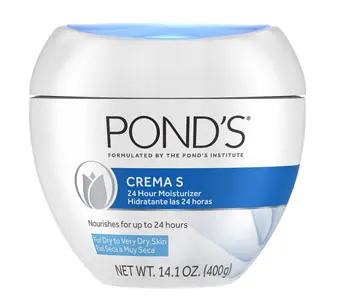 POND'S
FORMULATED BY THE POND'S INSTITUTE
CREMA S
24 Hour Moisturizer
Hidratante las 24 horas
Nourishes for up to 24 hours
For Dry to Very Dry Skin
Piel Seca a Muy Seca
NET WT. 14.1 OZ. (400g)